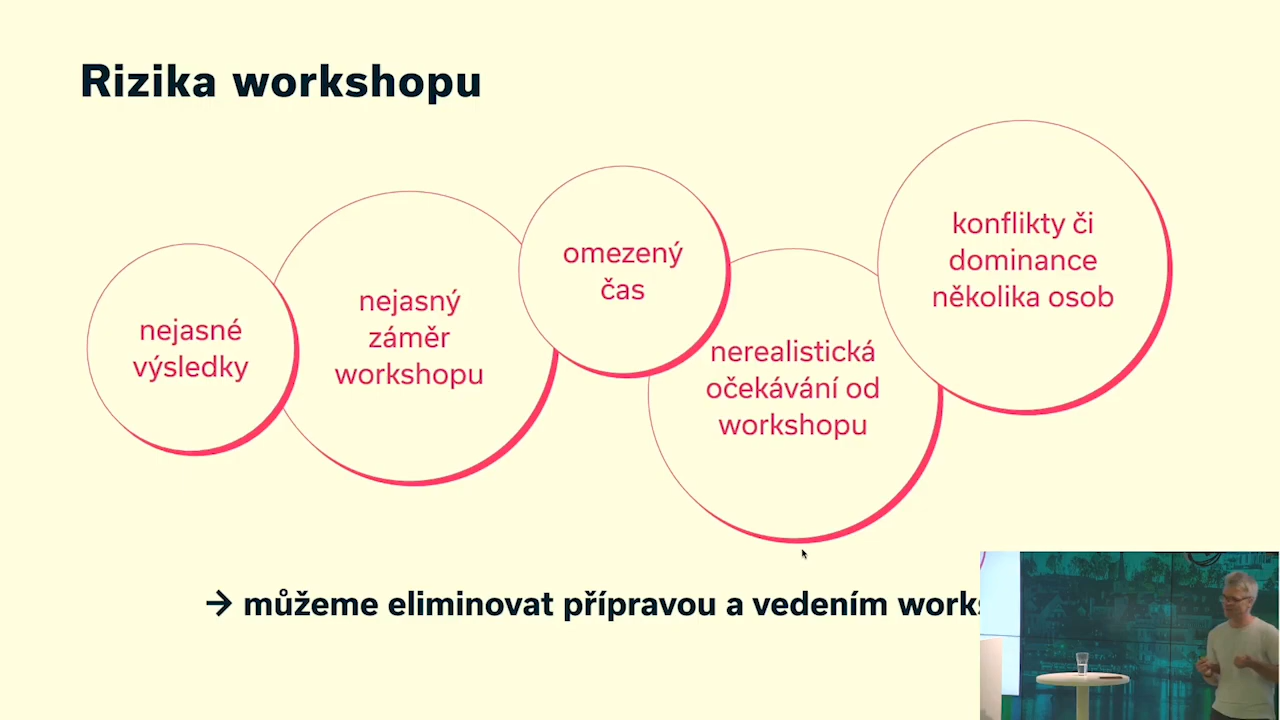 Rizika workshopu
nejasné
výsledky
nejasný
záměr
workshopu
omezený
čas
nerealistická
očekávání od
workshopu
konflikty či
dominance
několika osob
→ můžeme eliminovat přípravou a vedením